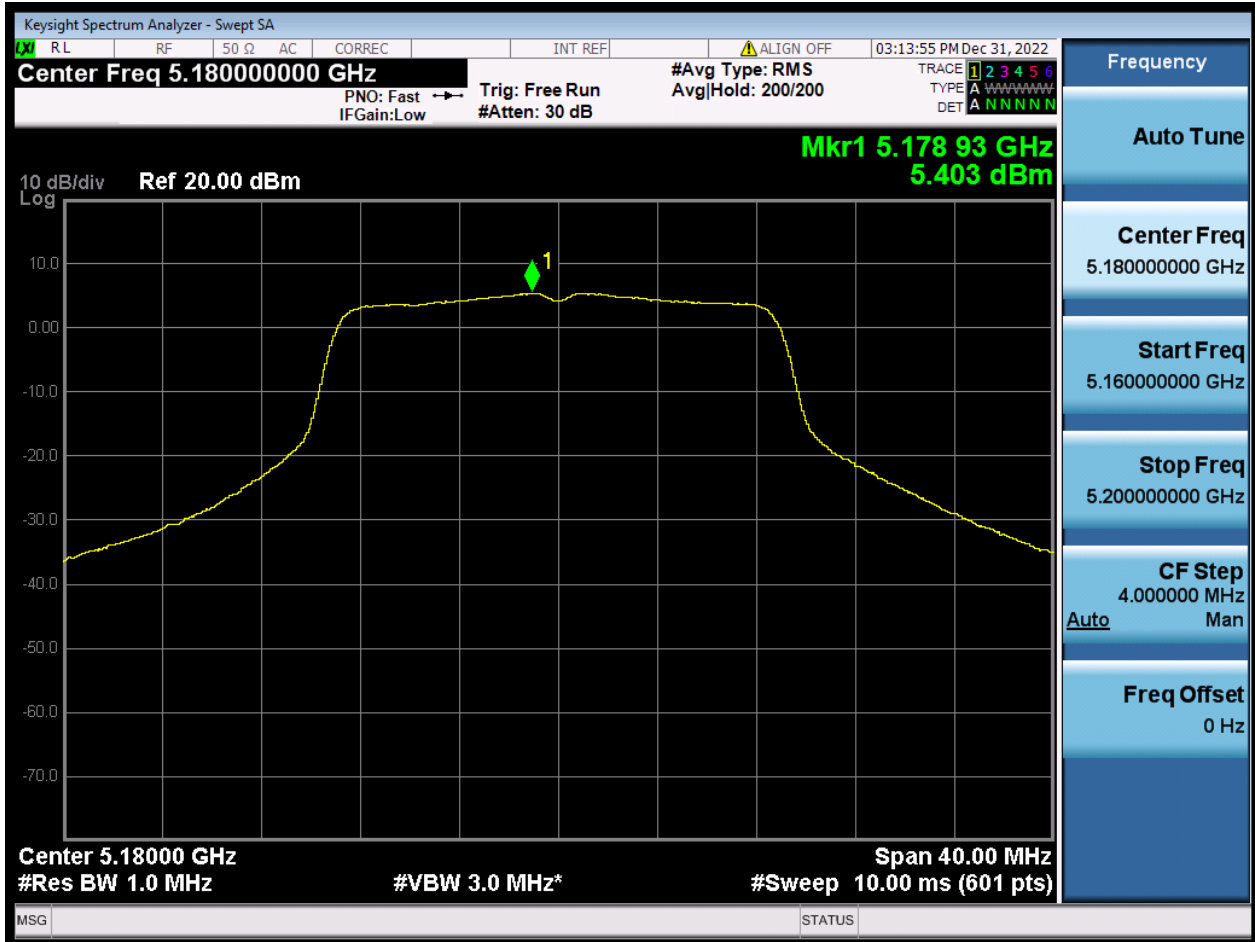 Keysight Spectrum Analyzer - Swept SA
LXI RL RF 50 Ω AC CORREC INT REF ALIGN OFF 03:13:55 PM Dec 31, 2022
Center Freq 5.180000000 GHz
PNO: Fast
IFGain:Low
Trig: Free Run
#Atten: 30 dB
#Avg Type: RMS
Avg|Hold: 200/200
TRACE 1 2 3 4 5 6
TYPE A WWWWW
DET A N N N N N
Mkr1 5.178 93 GHz
5.403 dBm
10 dB/div Ref 20.00 dBm
Log
1
10.0
0.00
-10.0
-20.0
-30.0
-40.0
-50.0
-60.0
-70.0
Center 5.18000 GHz Span 40.00 MHz
#Res BW 1.0 MHz #VBW 3.0 MHz* #Sweep 10.00 ms (601 pts)
MSG STATUS
Frequency
Auto Tune
Center Freq
5.180000000 GHz
Start Freq
5.160000000 GHz
Stop Freq
5.200000000 GHz
CF Step
4.000000 MHz
Auto Man
Freq Offset
0 Hz